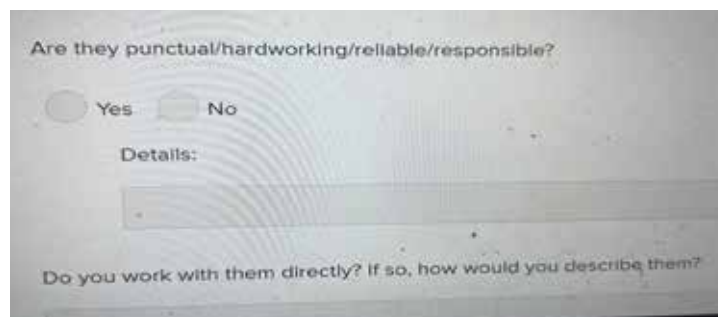 Are they punctual/hardworking/reliable/responsible?
Yes No
Details:
Do you work with them directly? If so, how would you describe them?